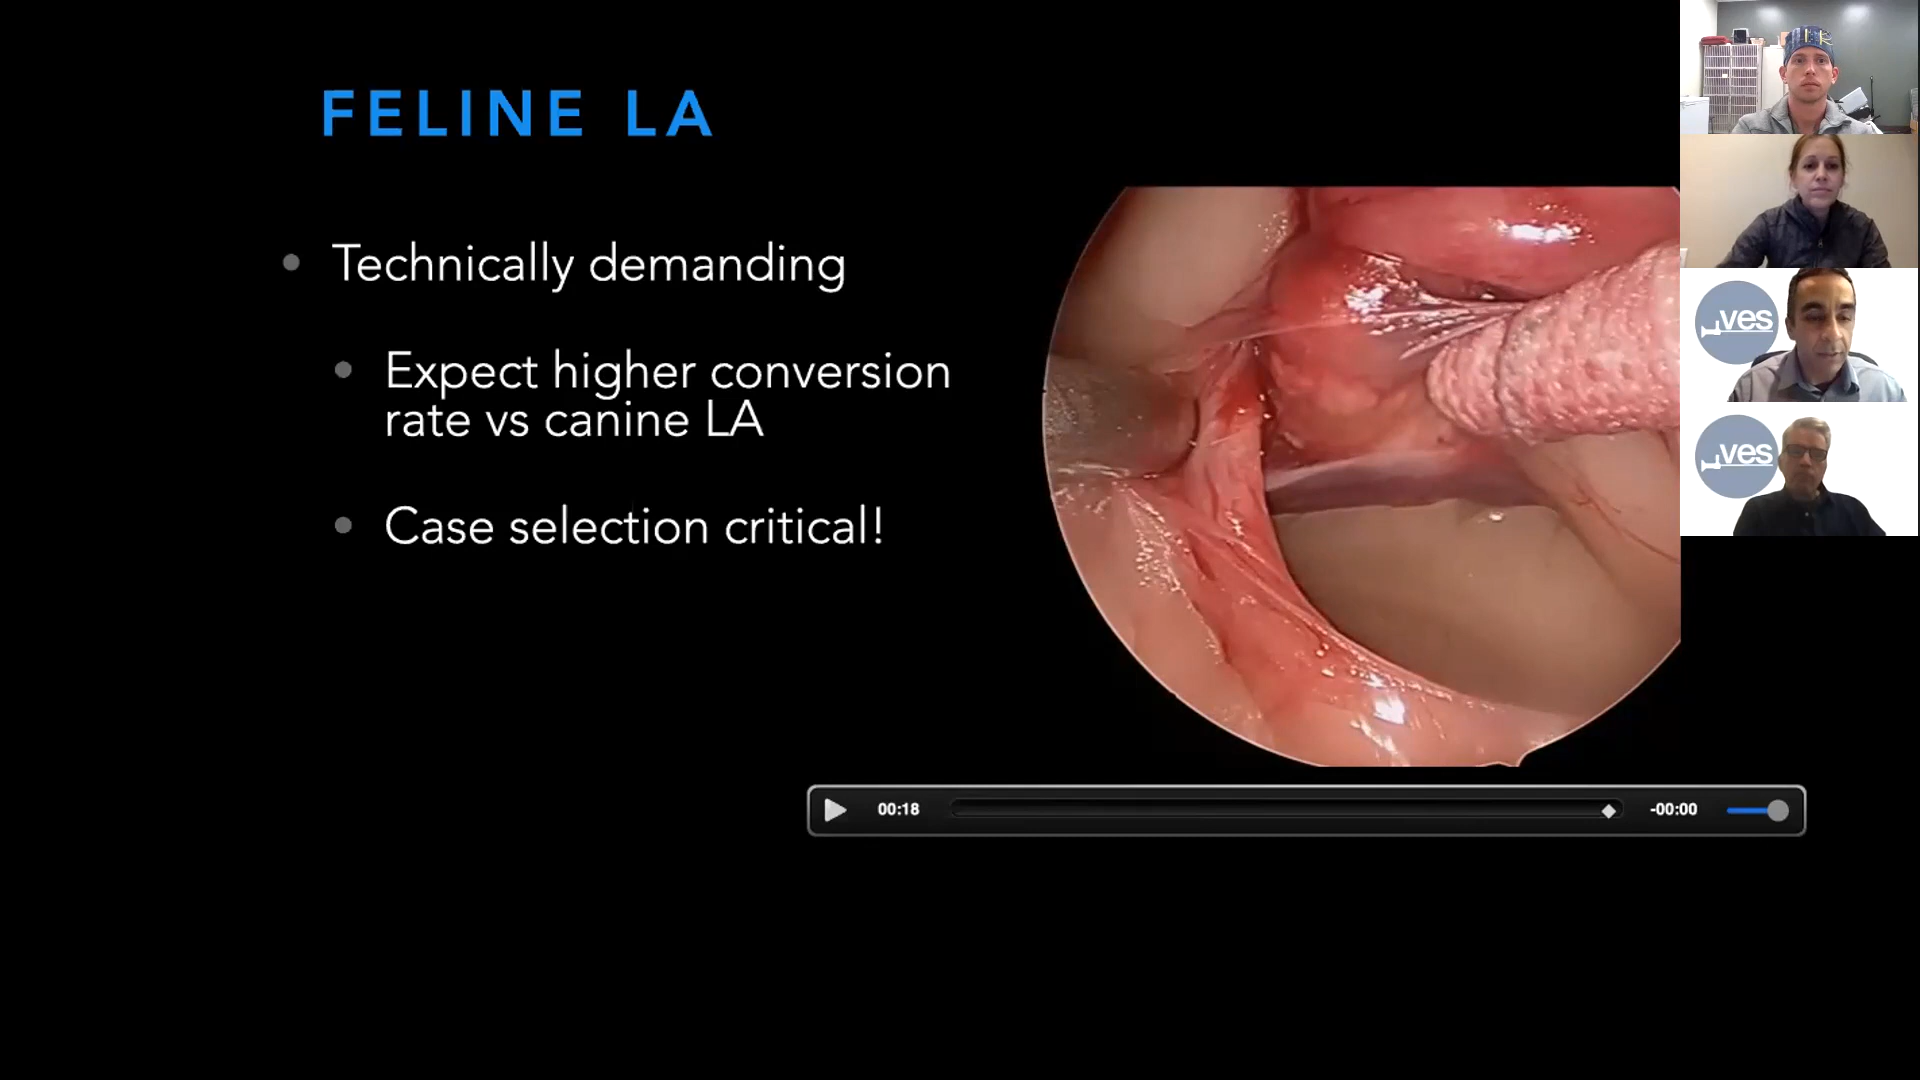 FELINE LA
Technically demanding
Expect higher conversion
rate vs canine LA
Case selection critical!
00:18
-00:00
ves
ves